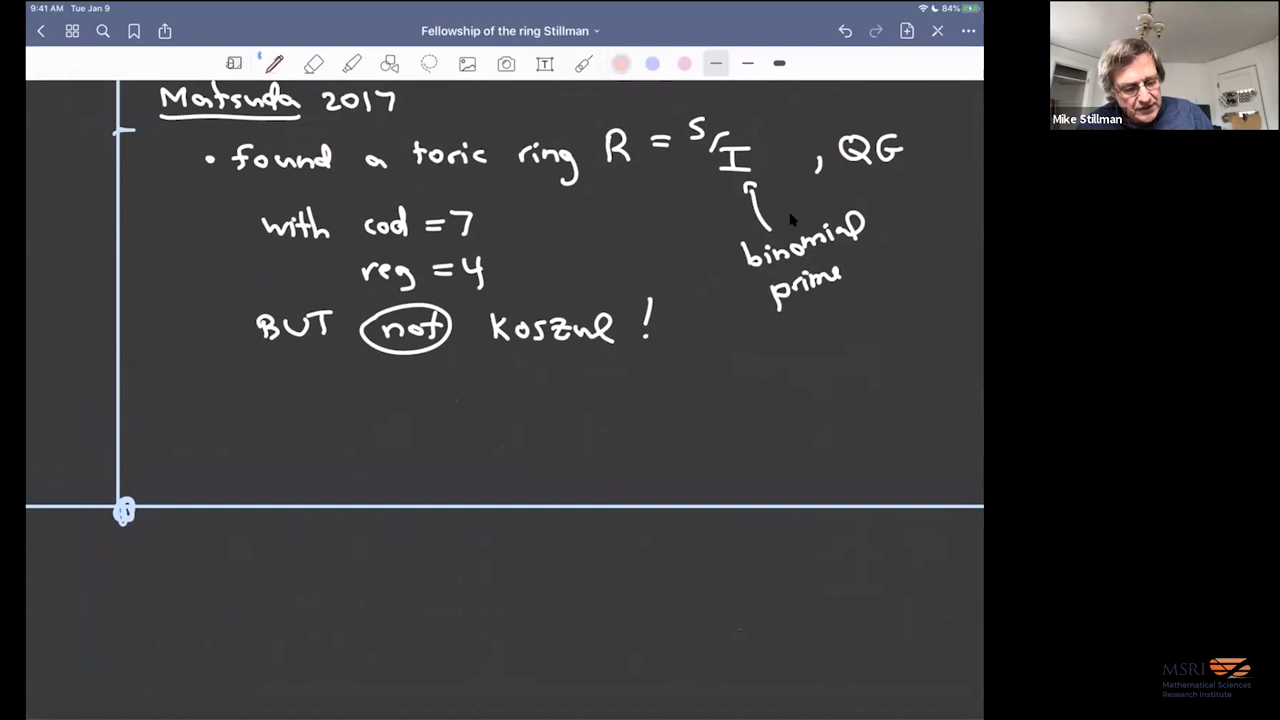 9:41 AM Tue Jan 9
84%
Fellowship of the ring Stillman
Matsuda 2017
• found a toric ring R = S/I , QG
with cod = 7
binomial
reg = 4
prime
BUT not Koszul !
Mike Stillman
MSRI
Mathematical Sciences
Research Institute